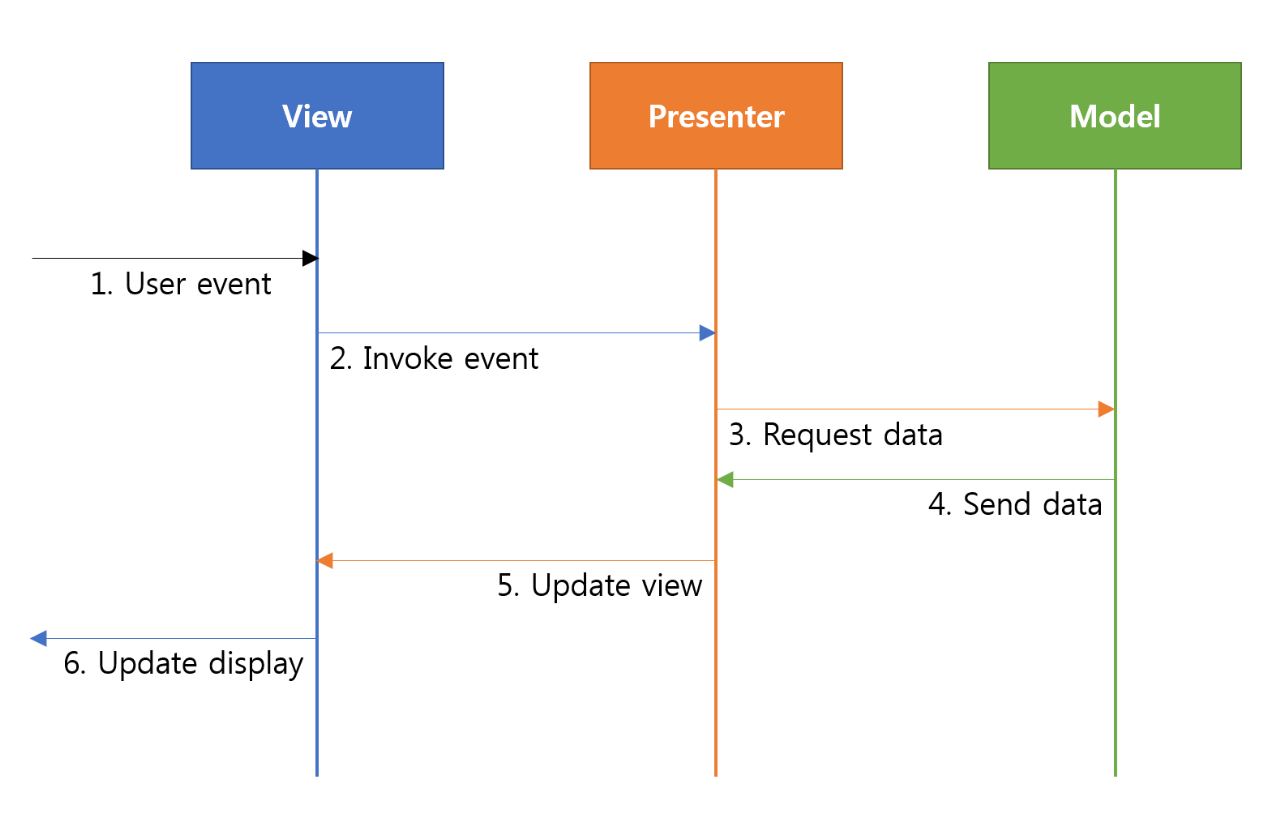 View
Presenter
Model
1. User event
2. Invoke event
3. Request data
4. Send data
5. Update view
6. Update display